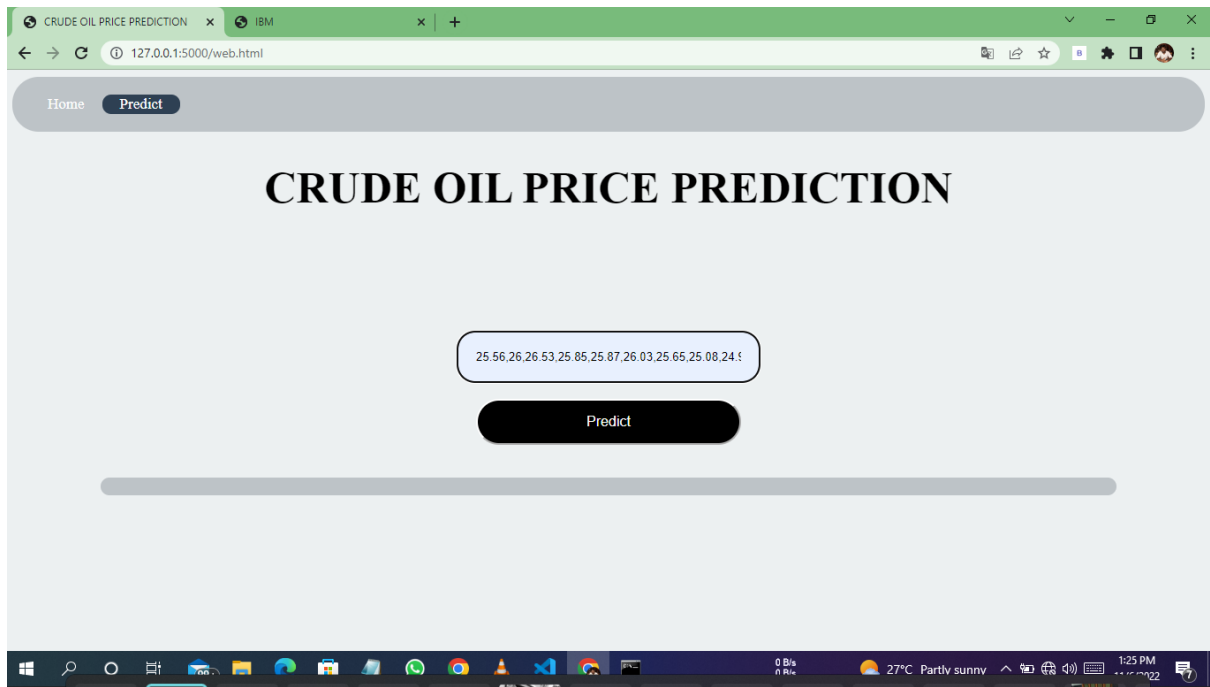 CRUDE OIL PRICE PREDICTION
IBM
127.0.0.1:5000/web.html
Home Predict
CRUDE OIL PRICE PREDICTION
25.56,26,26.53,25.85,25.87,26.03,25.65,25.08,24.9
Predict
0 B/s
0 B/s
27°C Partly sunny
1:25 PM